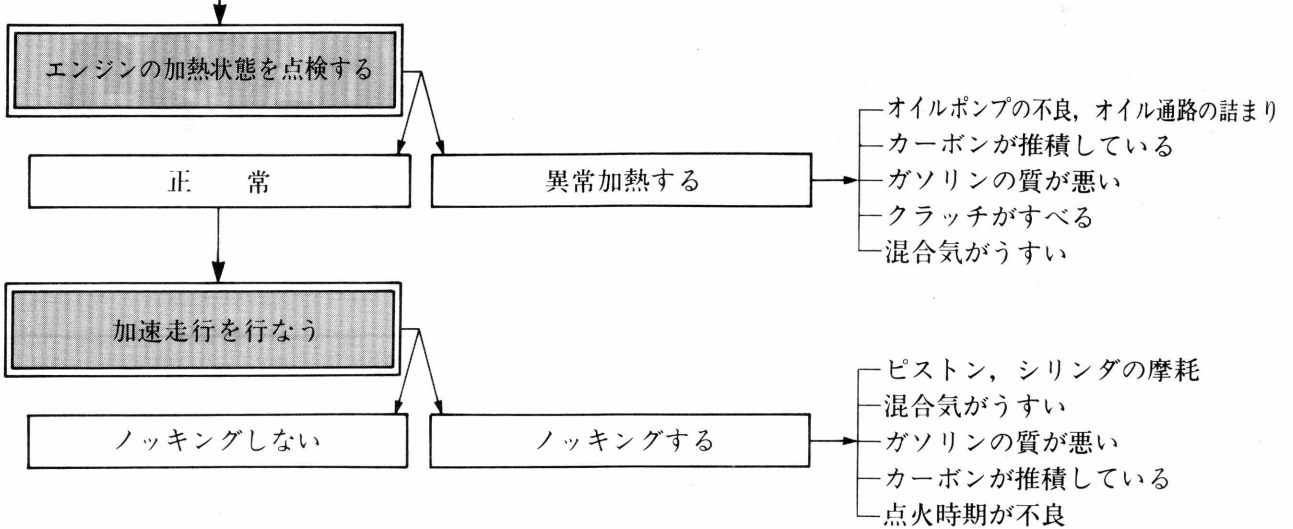 エンジンの加熱状態を点検する
正　常
異常加熱する
オイルポンプの不良，オイル通路の詰まり
カーボンが推積している
ガソリンの質が悪い
クラッチがすべる
混合気がうすい
加速走行を行なう
ノッキングしない
ノッキングする
ピストン，シリンダの摩耗
混合気がうすい
ガソリンの質が悪い
カーボンが推積している
点火時期が不良